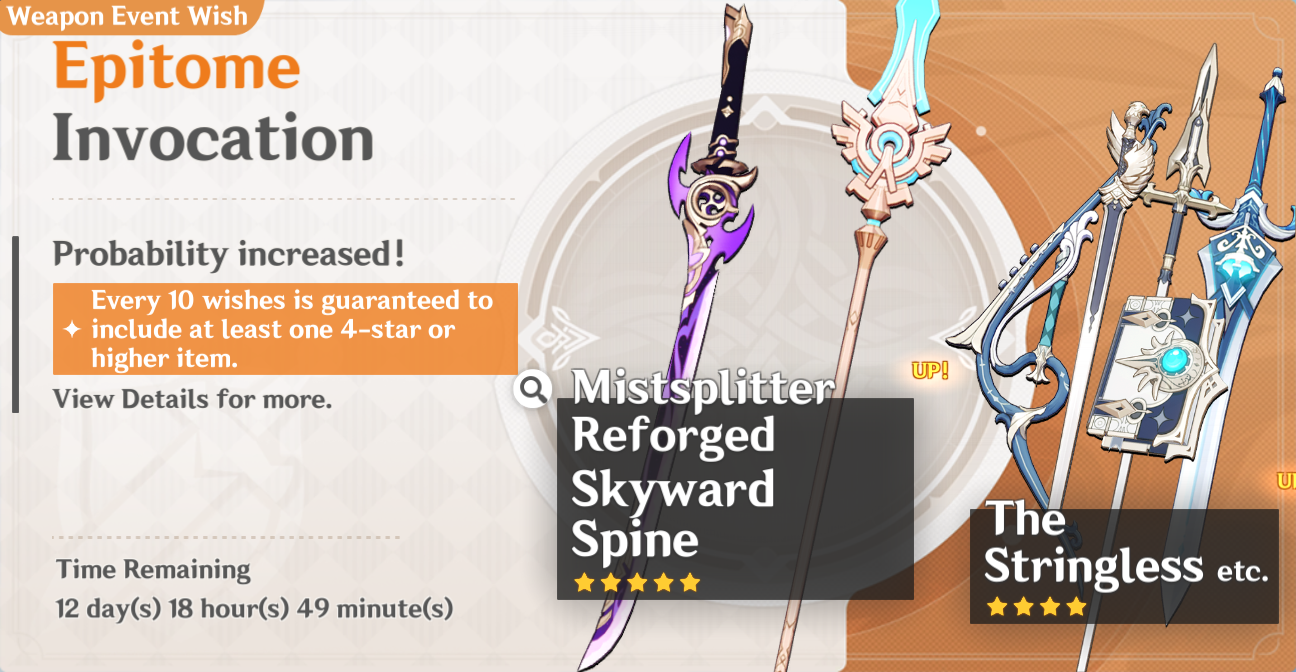 Weapon Event Wish
Epitome
Invocation
Probability increased!
✦ Every 10 wishes is guaranteed to
include at least one 4-star or
higher item.
View Details for more.
Time Remaining
12 day(s) 18 hour(s) 49 minute(s)
Mistsplitter
Reforged
Skyward
Spine
UP!
The
Stringless etc.